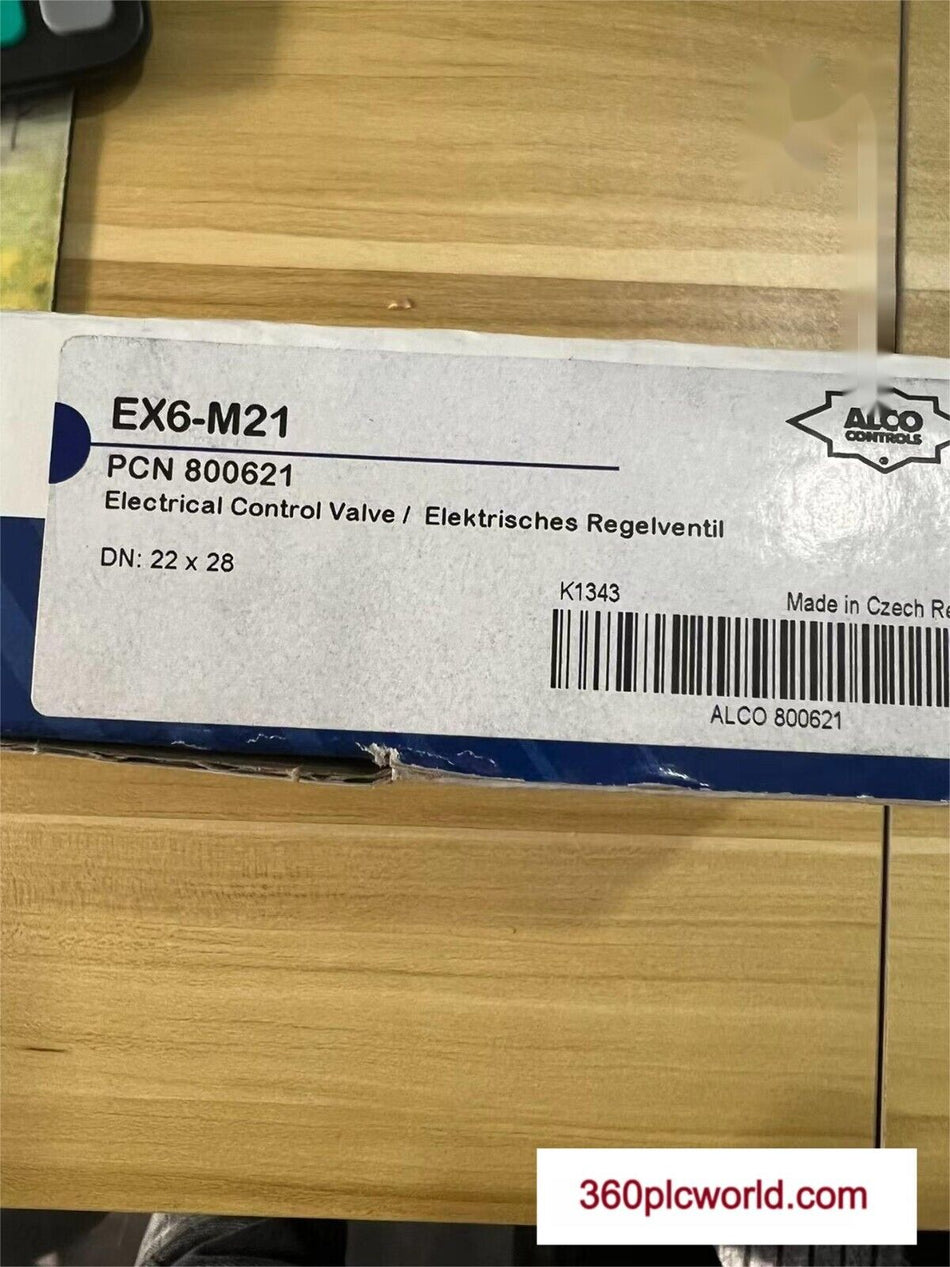 EX6-M21
ALCO
CONTROLS
PCN 800621
Electrical Control Valve / Elektrisches Regelventil
DN: 22 x 28
K1343
Made in Czech Re
ALCO 800621
360plcworld.com